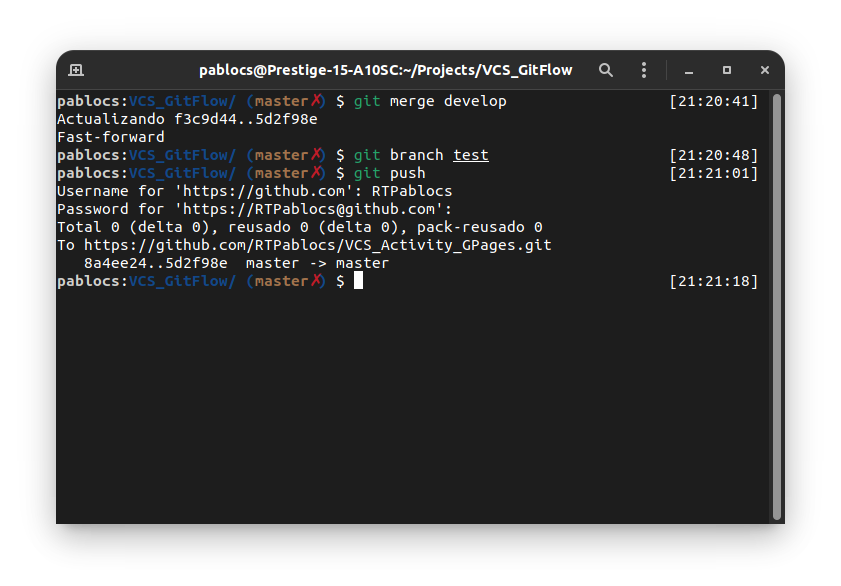 pablocs@Prestige-15-A10SC:~/Projects/VCS_GitFlow
pablocs:VCS_GitFlow/ (master✗) $ git merge develop [21:20:41]
Actualizando f3c9d44..5d2f98e
Fast-forward
pablocs:VCS_GitFlow/ (master✗) $ git branch test [21:20:48]
pablocs:VCS_GitFlow/ (master✗) $ git push [21:21:01]
Username for 'https://github.com': RTPablocs
Password for 'https://RTPablocs@github.com':
Total 0 (delta 0), reusado 0 (delta 0), pack-reusado 0
To https://github.com/RTPablocs/VCS_Activity_GPages.git
   8a4ee24..5d2f98e  master -> master
pablocs:VCS_GitFlow/ (master✗) $ [21:21:18]